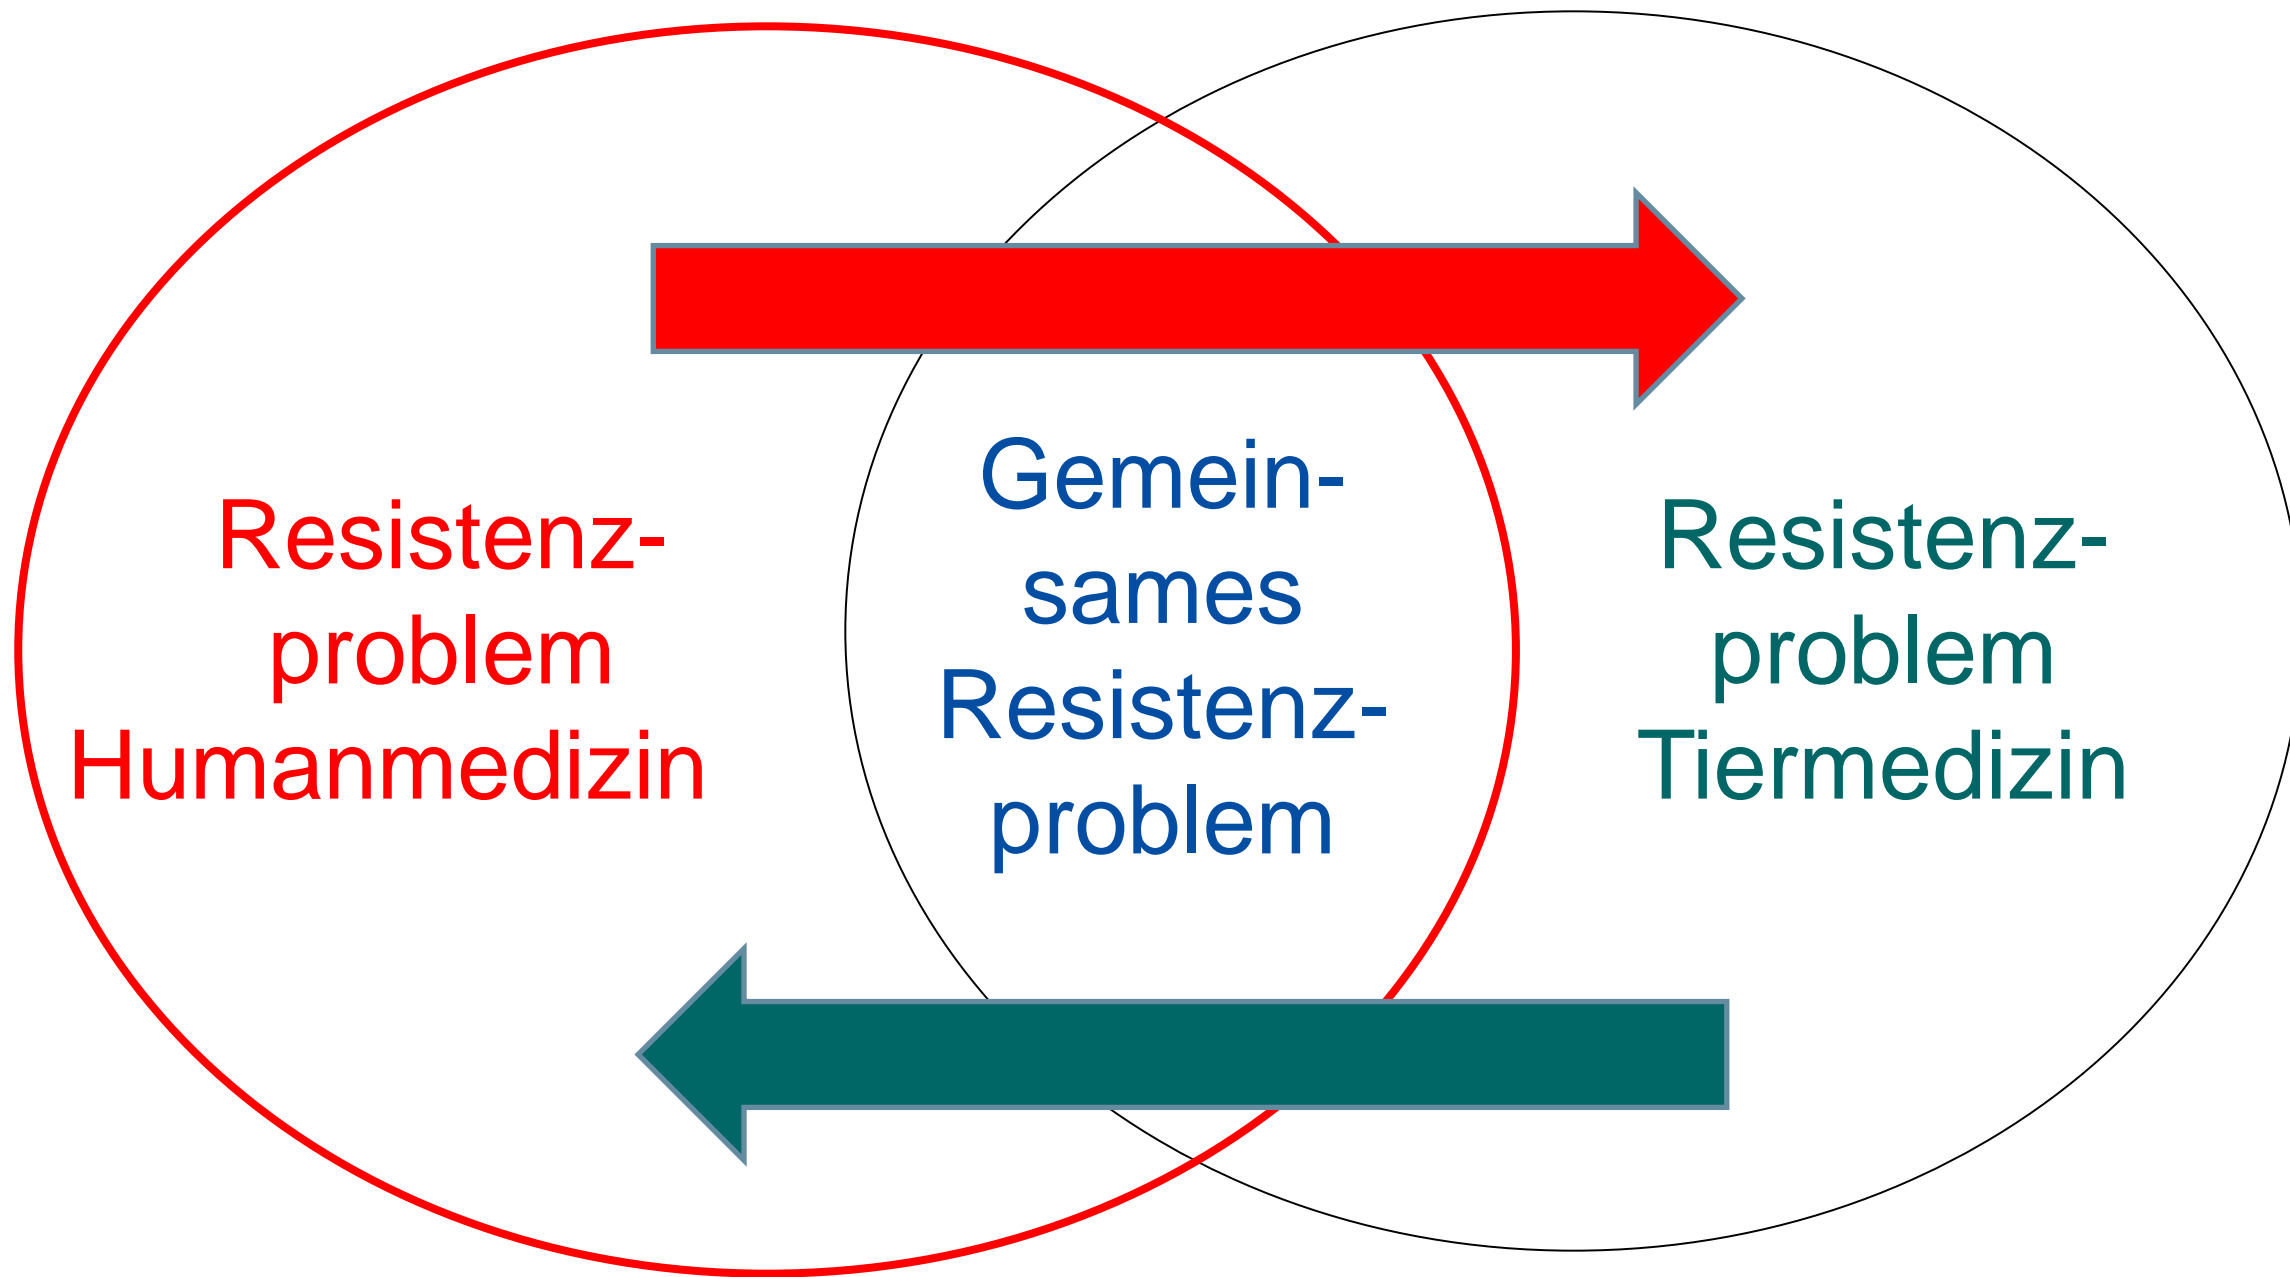 Resistenz-
problem
Humanmedizin
Gemein-
sames
Resistenz-
problem
Resistenz-
problem
Tiermedizin